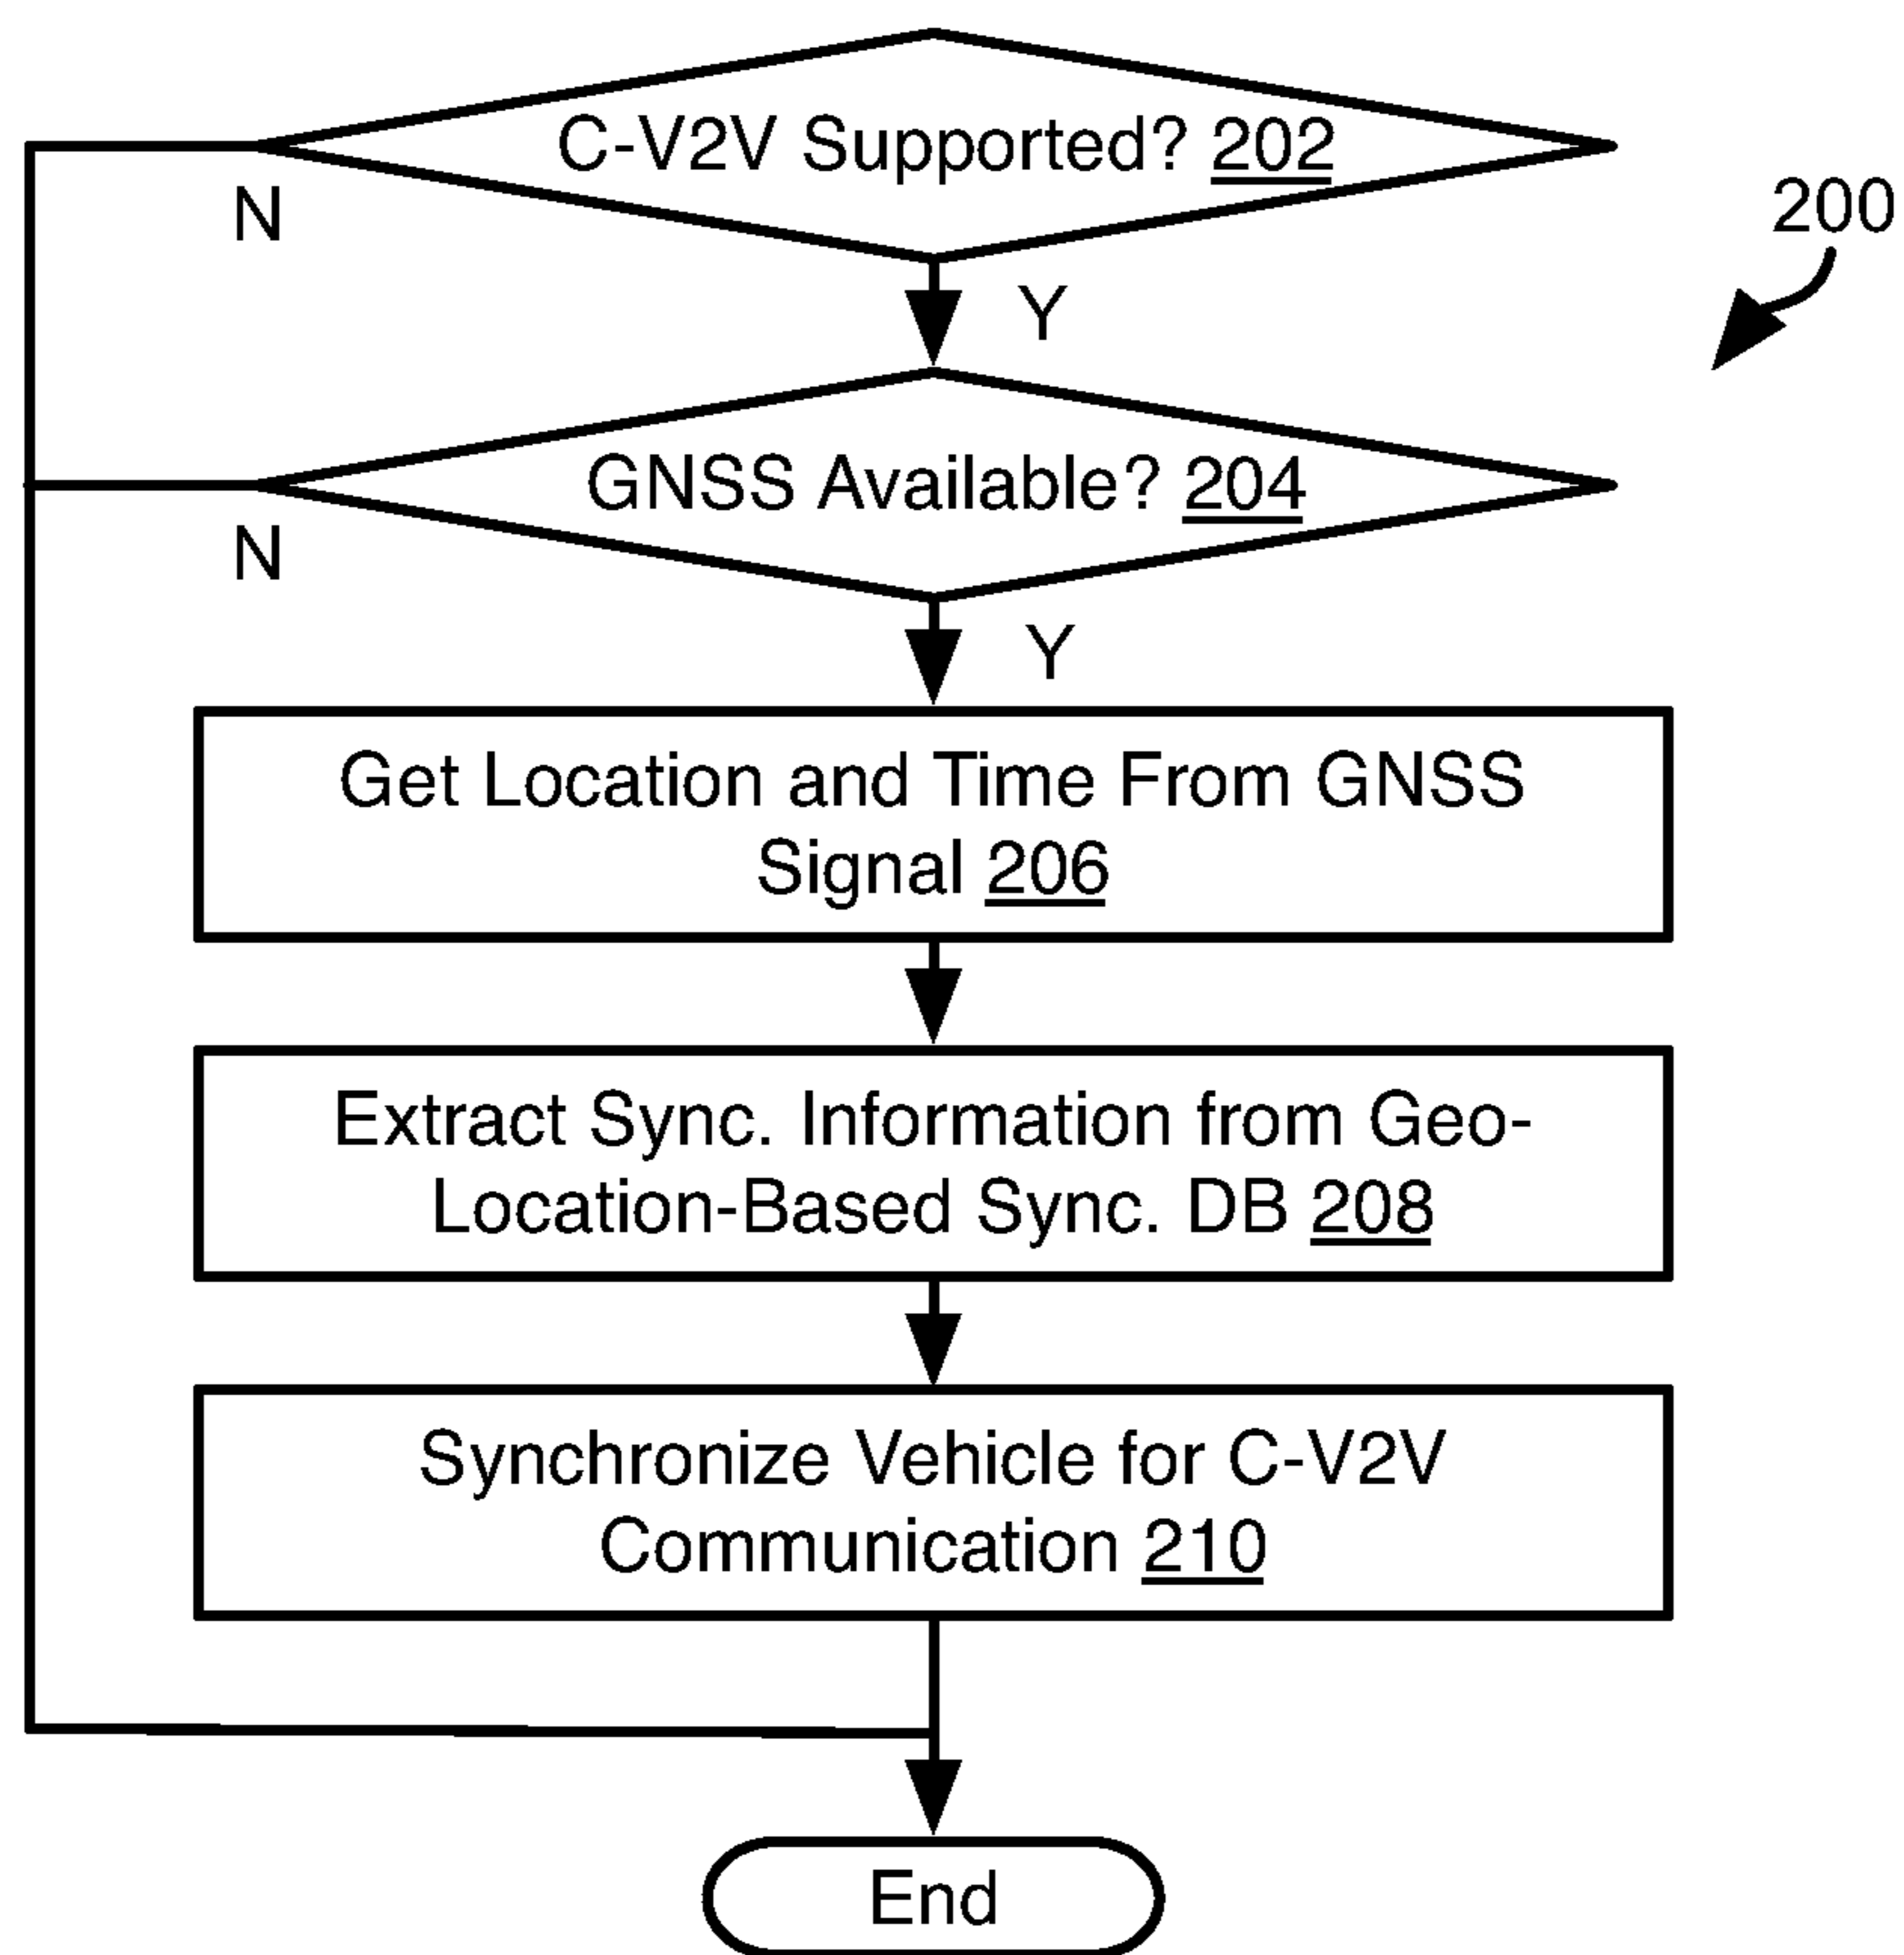 C-V2V Supported? 202
N
200
Y
GNSS Available? 204
N
Y
Get Location and Time From GNSS
Signal 206
Extract Sync. Information from Geo-
Location-Based Sync. DB 208
Synchronize Vehicle for C-V2V
Communication 210
End